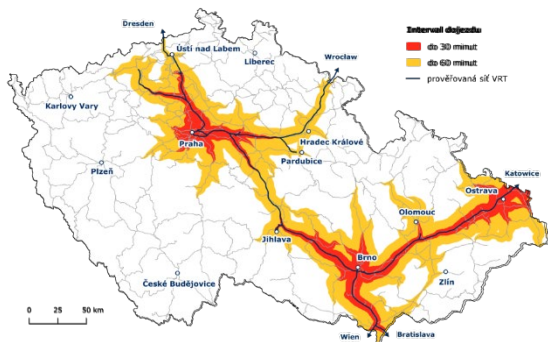 Dresden
Ústí nad Labem
Liberec
Wrocław
Karlovy Vary
Praha
Hradec Králové
Pardubice
Plzeň
Katowice
Ostrava
Olomouc
Jihlava
Brno
Zlín
České Budějovice
Wien
Bratislava
Interval dojezdu
do 30 minut
do 60 minut
prověřovaná síť VRT
0 25 50 km